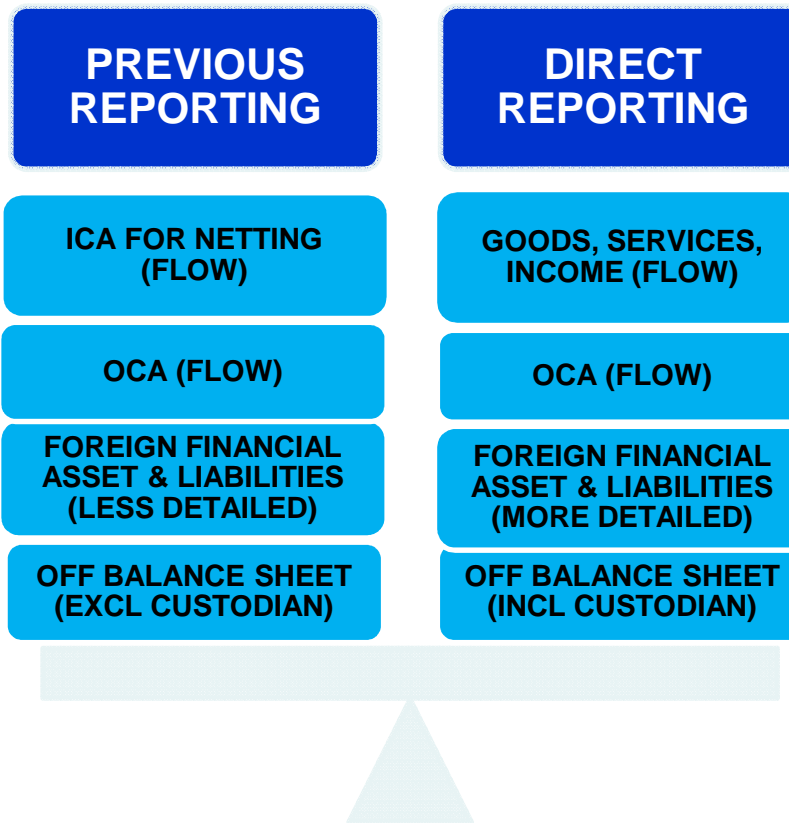 PREVIOUS
REPORTING
ICA FOR NETTING
(FLOW)
OCA (FLOW)
FOREIGN FINANCIAL
ASSET & LIABILITIES
(LESS DETAILED)
OFF BALANCE SHEET
(EXCL CUSTODIAN)
DIRECT
REPORTING
GOODS, SERVICES,
INCOME (FLOW)
OCA (FLOW)
FOREIGN FINANCIAL
ASSET & LIABILITIES
(MORE DETAILED)
OFF BALANCE SHEET
(INCL CUSTODIAN)